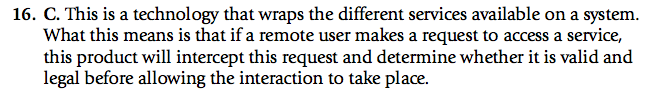 16. C. This is a technology that wraps the different services available on a system.
What this means is that if a remote user makes a request to access a service,
this product will intercept this request and determine whether it is valid and
legal before allowing the interaction to take place.